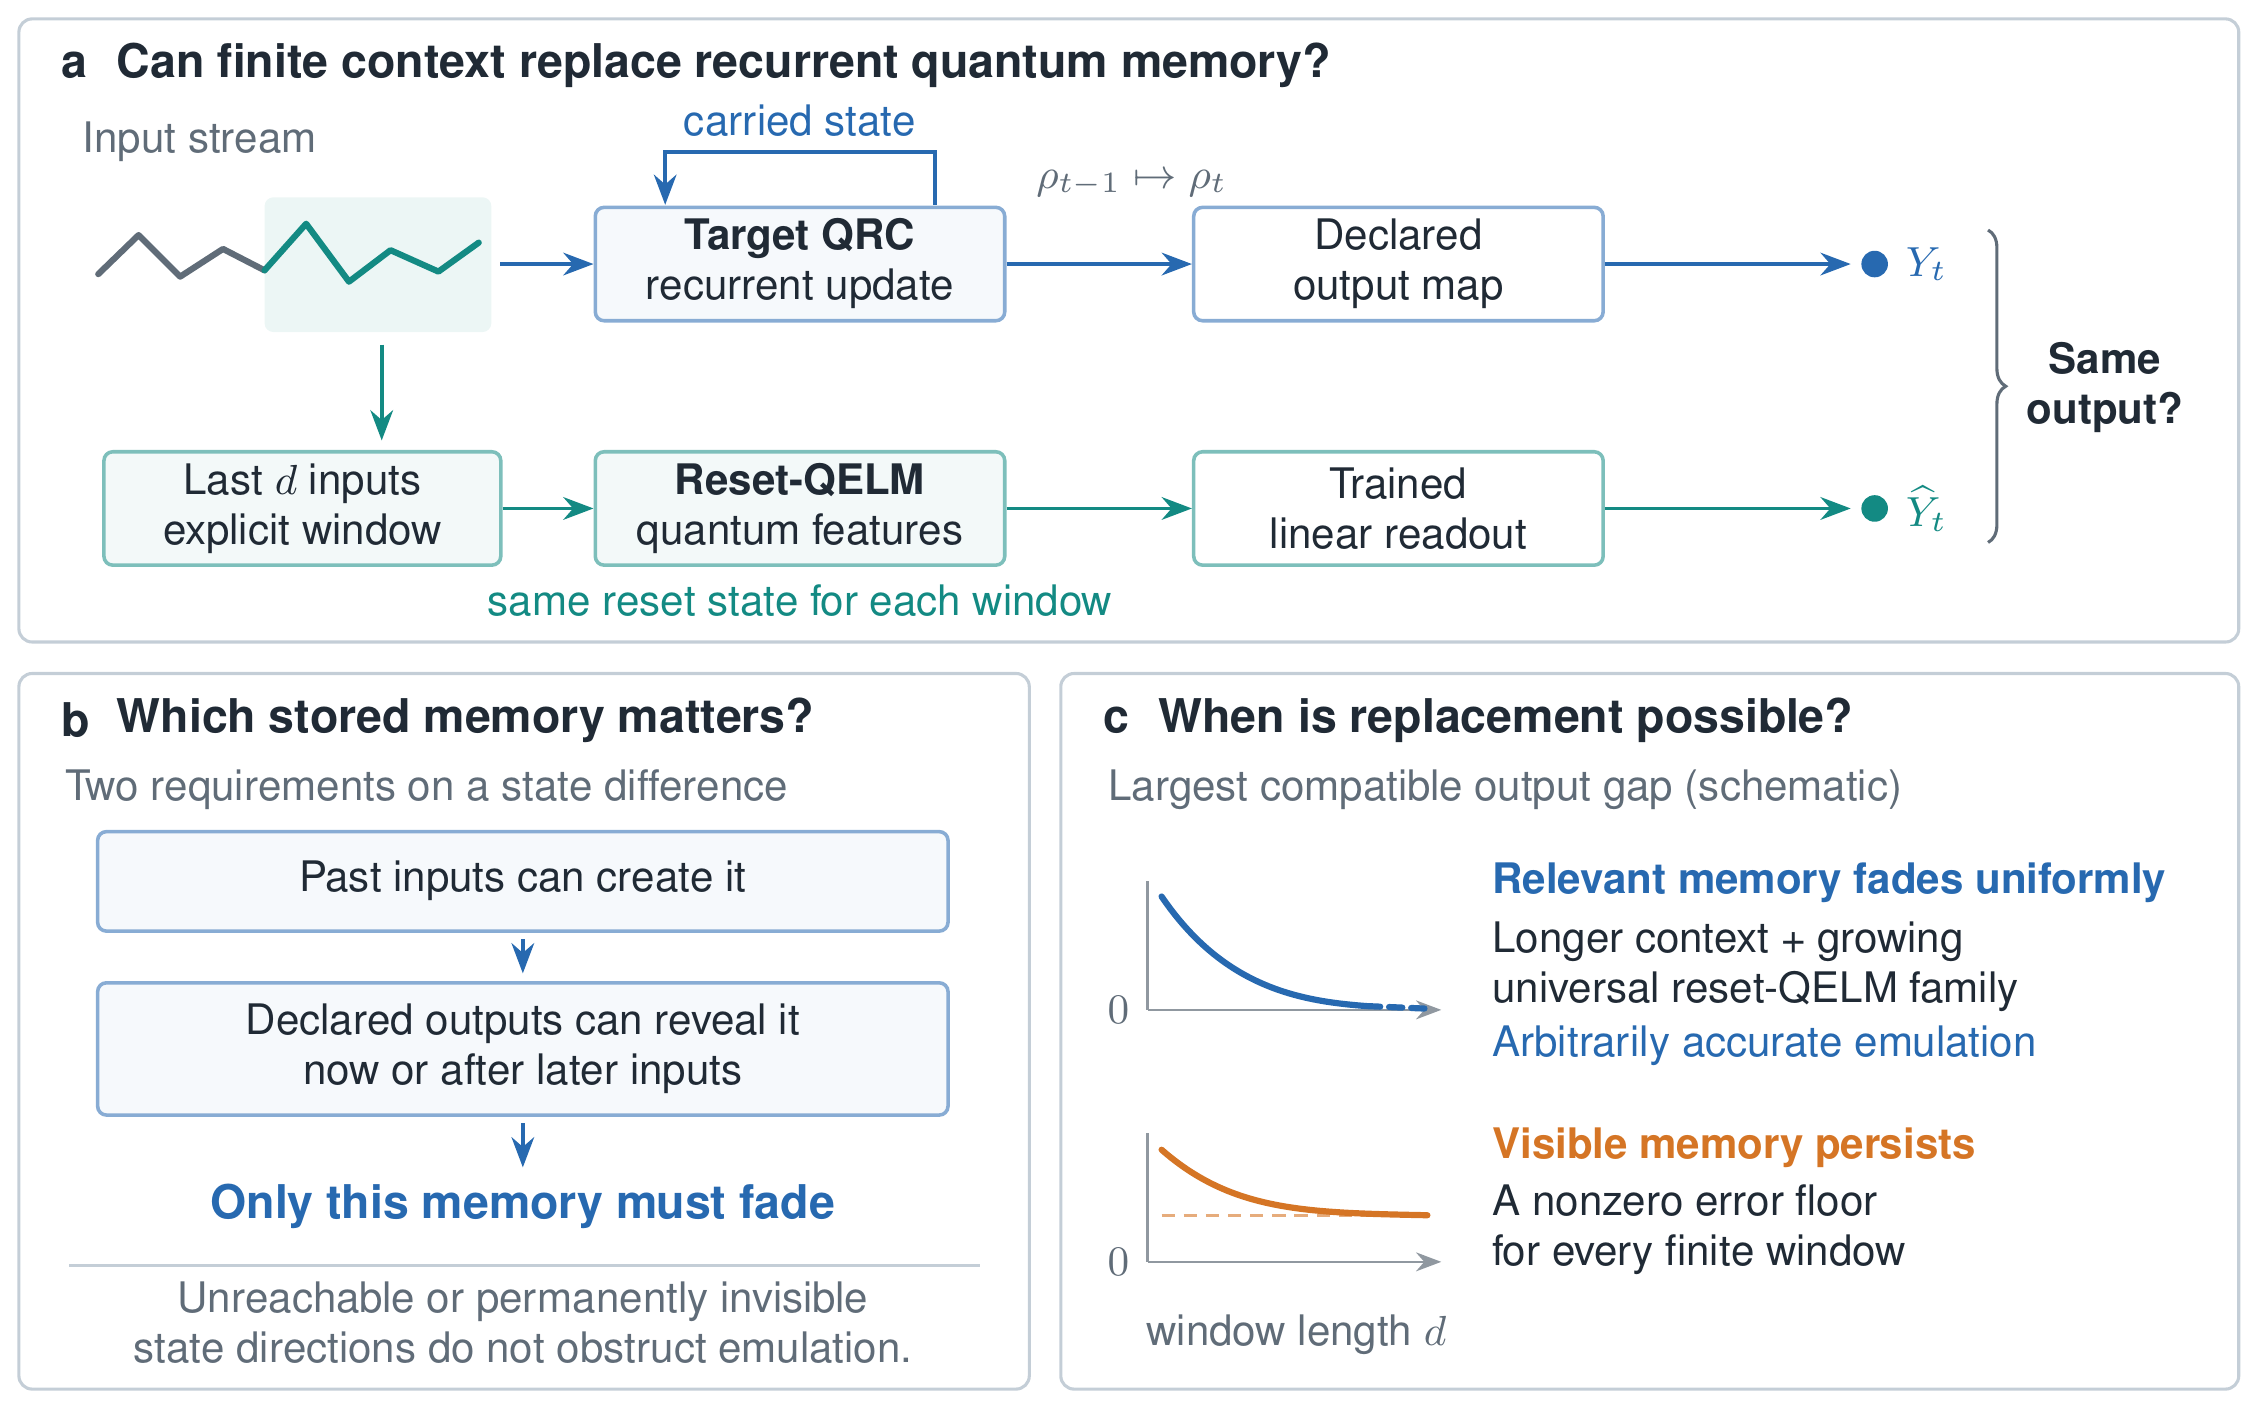 a Can finite context replace recurrent quantum memory?
Input stream
carried state
ρ_{t−1} ↦ ρ_t
Target QRC
recurrent update
Declared
output map
Y_t
Same
output?
Last d inputs
explicit window
Reset-QELM
quantum features
Trained
linear readout
Ŷ_t
same reset state for each window
b Which stored memory matters?
Two requirements on a state difference
Past inputs can create it
Declared outputs can reveal it
now or after later inputs
Only this memory must fade
Unreachable or permanently invisible
state directions do not obstruct emulation.
c When is replacement possible?
Largest compatible output gap (schematic)
0
Relevant memory fades uniformly
Longer context + growing
universal reset-QELM family
Arbitrarily accurate emulation
0
Visible memory persists
A nonzero error floor
for every finite window
window length d